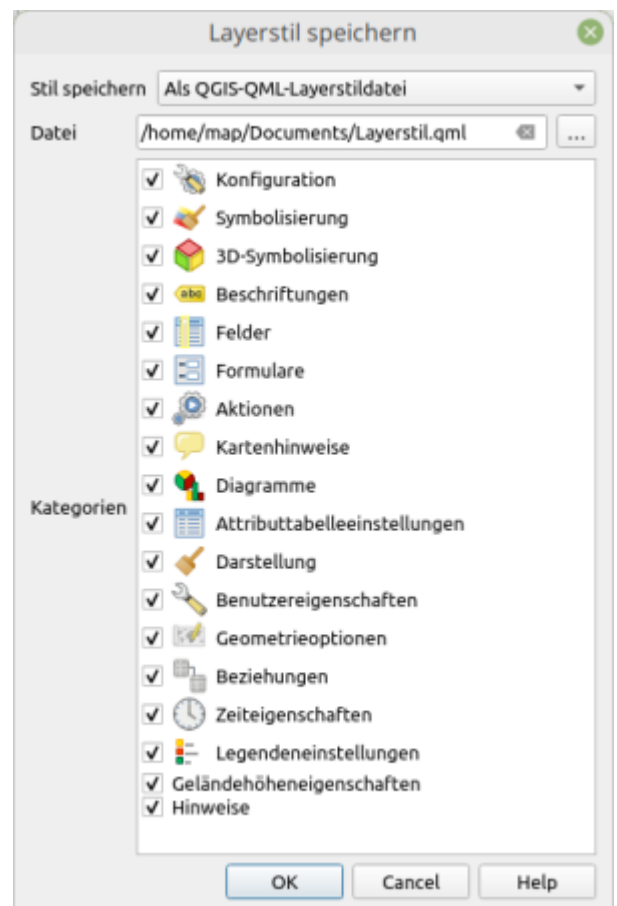 Layerstil speichern
Stil speichern Als QGIS-QML-Layerstildatei
Datei /home/map/Documents/Layerstil.qml ...
Konfiguration
Symbolisierung
3D-Symbolisierung
abc Beschriftungen
Felder
Formulare
Aktionen
Kartenhinweise
Diagramme
Kategorien
Attributtabelleeinstellungen
Darstellung
Benutzereigenschaften
Geometrieoptionen
Beziehungen
Zeiteigenschaften
Legendeneinstellungen
Geländehöheneigenschaften
Hinweise
OK Cancel Help